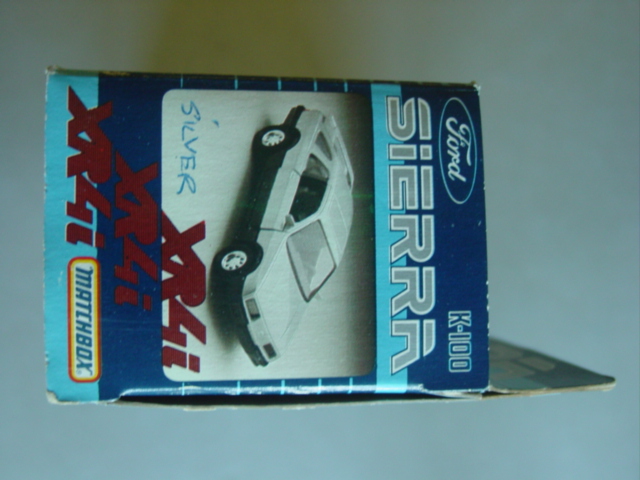 Ford
SIERRA
K-100
SILVER
XR4i
XR4i
XR4i
MATCHBOX